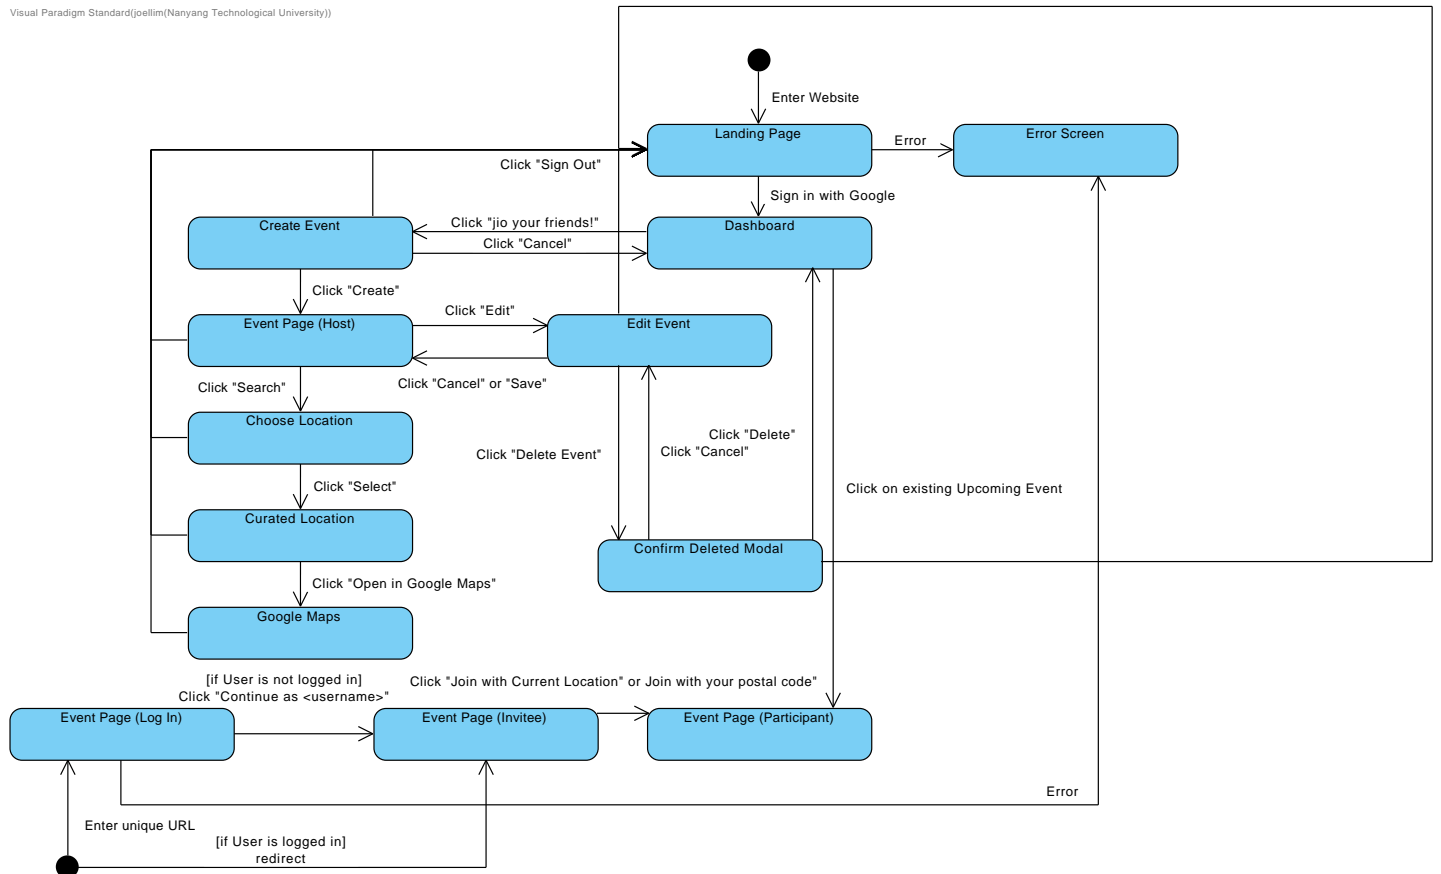 Visual Paradigm Standard(joellim(Nanyang Technological University))
Enter Website
Landing Page
Error
Error Screen
Click "Sign Out"
Sign in with Google
Create Event
Click "jio your friends!"
Dashboard
Click "Cancel"
Click "Create"
Click "Edit"
Event Page (Host)
Edit Event
Click "Search"
Click "Cancel" or "Save"
Choose Location
Click "Delete"
Click "Delete Event"
Click "Cancel"
Click "Select"
Click on existing Upcoming Event
Curated Location
Confirm Deleted Modal
Click "Open in Google Maps"
Google Maps
[if User is not logged in]
Click "Continue as <username>"
Click "Join with Current Location" or Join with your postal code"
Event Page (Log In)
Event Page (Invitee)
Event Page (Participant)
Error
Enter unique URL
[if User is logged in]
redirect